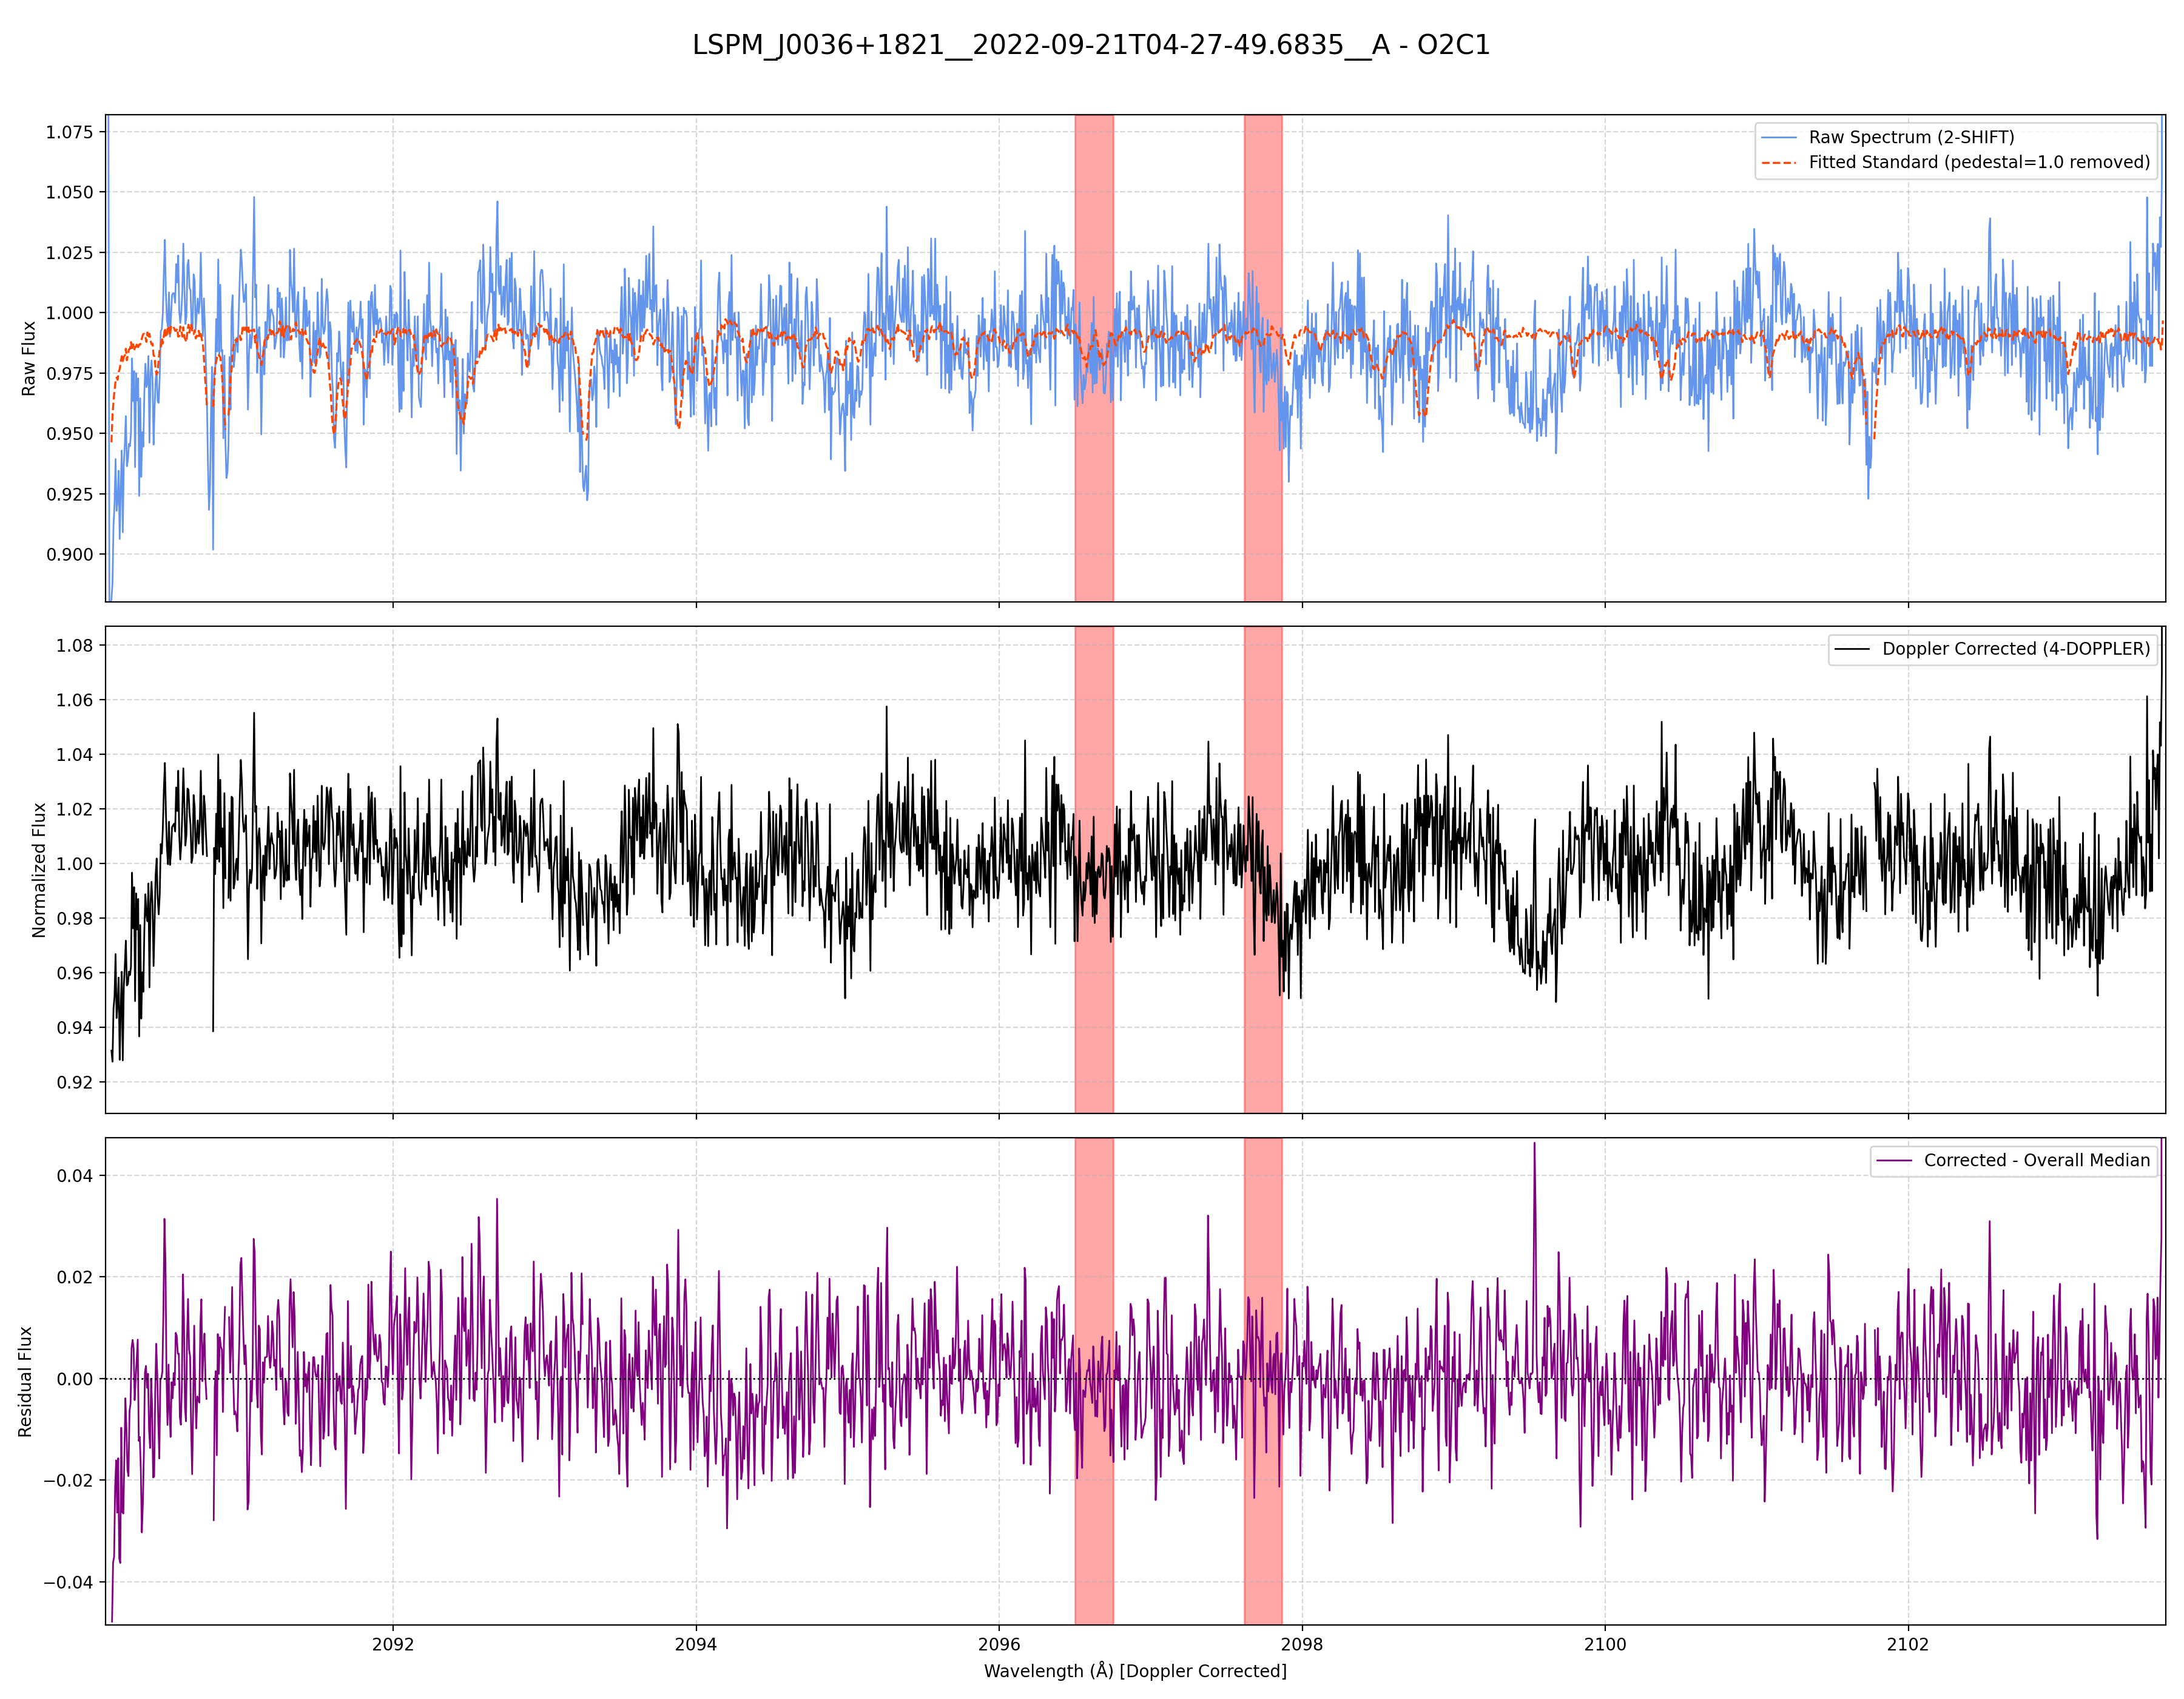 LSPM_J0036+1821__2022-09-21T04-27-49.6835__A - O2C1
1.075
1.050
1.025
1.000
0.975
0.950
0.925
0.900
Raw Flux
Raw Spectrum (2-SHIFT)
Fitted Standard (pedestal=1.0 removed)
1.08
1.06
1.04
1.02
1.00
0.98
0.96
0.94
0.92
Normalized Flux
Doppler Corrected (4-DOPPLER)
0.04
0.02
0.00
−0.02
−0.04
Residual Flux
Corrected - Overall Median
2092 2094 2096 2098 2100 2102
Wavelength (Å) [Doppler Corrected]